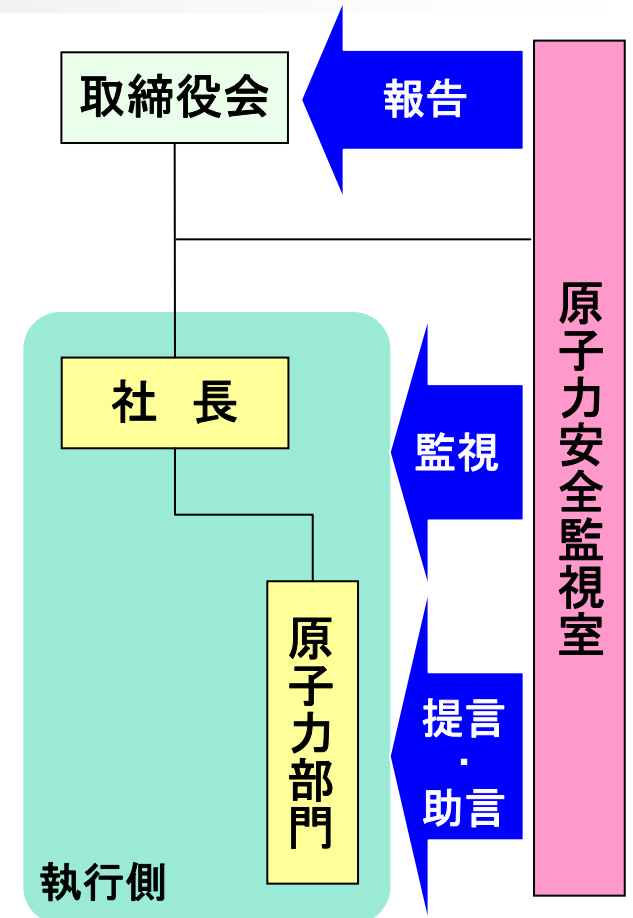 取締役会
報告
原子力安全監視室
社 長
監視
原子力部門
提言
・
助言
執行側